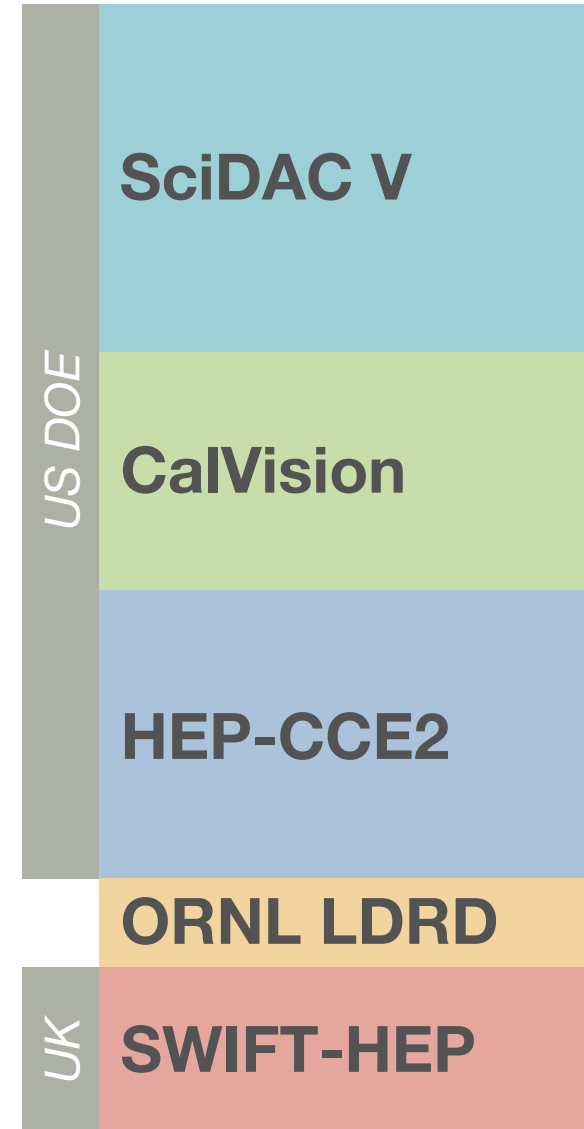 US DOE
SciDAC V
CalVision
HEP-CCE2
ORNL LDRD
UK
SWIFT-HEP